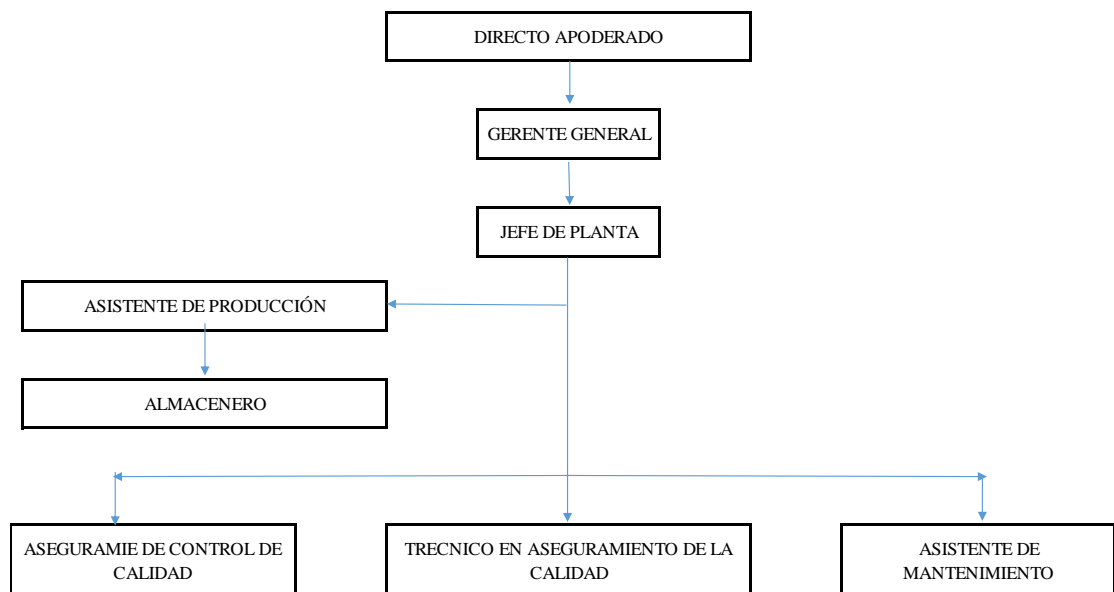 DIRECTO APODERADO
GERENTE GENERAL
JEFE DE PLANTA
ASISTENTE DE PRODUCCIÓN
ALMACENERO
ASEGURAMIE DE CONTROL DE
CALIDAD
TRECNICO EN ASEGURAMIENTO DE LA
CALIDAD
ASISTENTE DE
MANTENIMIENTO